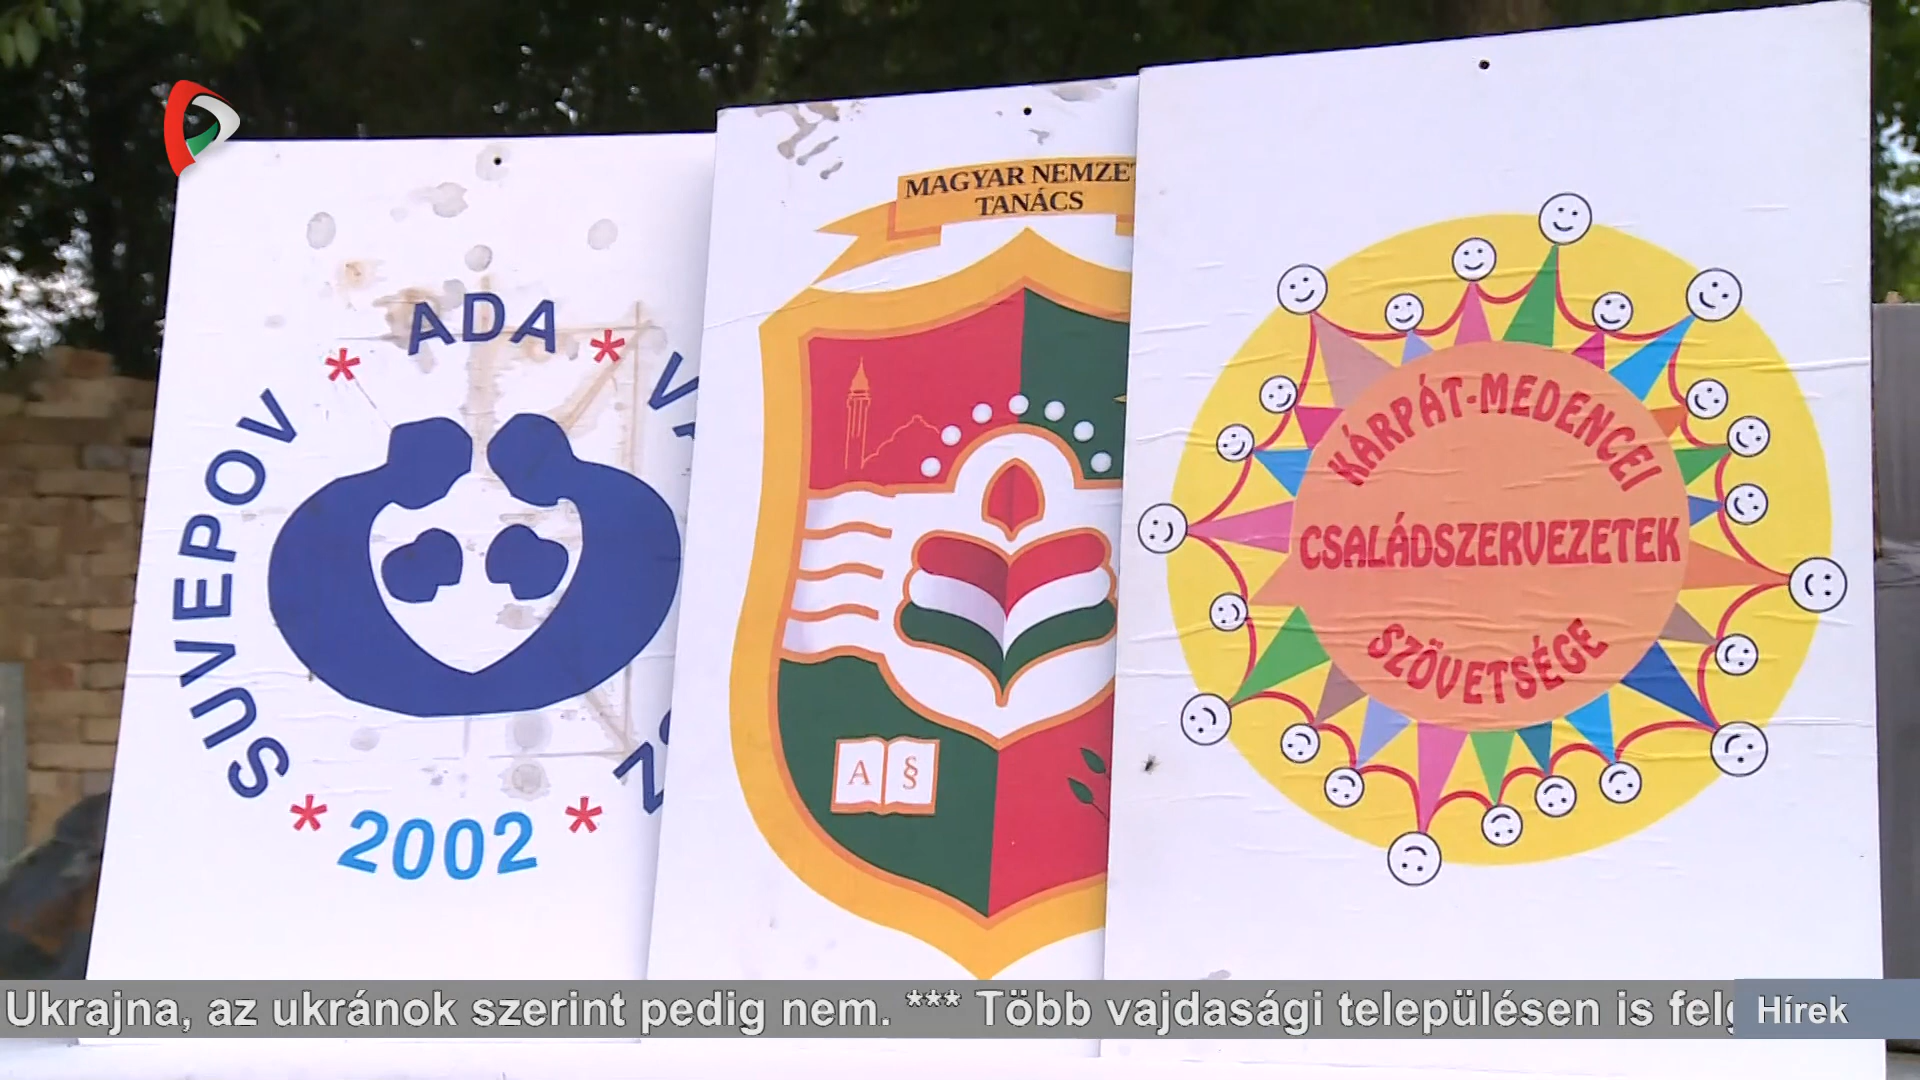 SUVEPOV * ADA *
* 2002 *
MAGYAR NEMZET
TANÁCS
A §
KÁRPÁT-MEDENCEI
CSALÁDSZERVEZETEK
SZÖVETSÉGE
Ukrajna, az ukránok szerint pedig nem. *** Több vajdasági településen is felg
Hírek